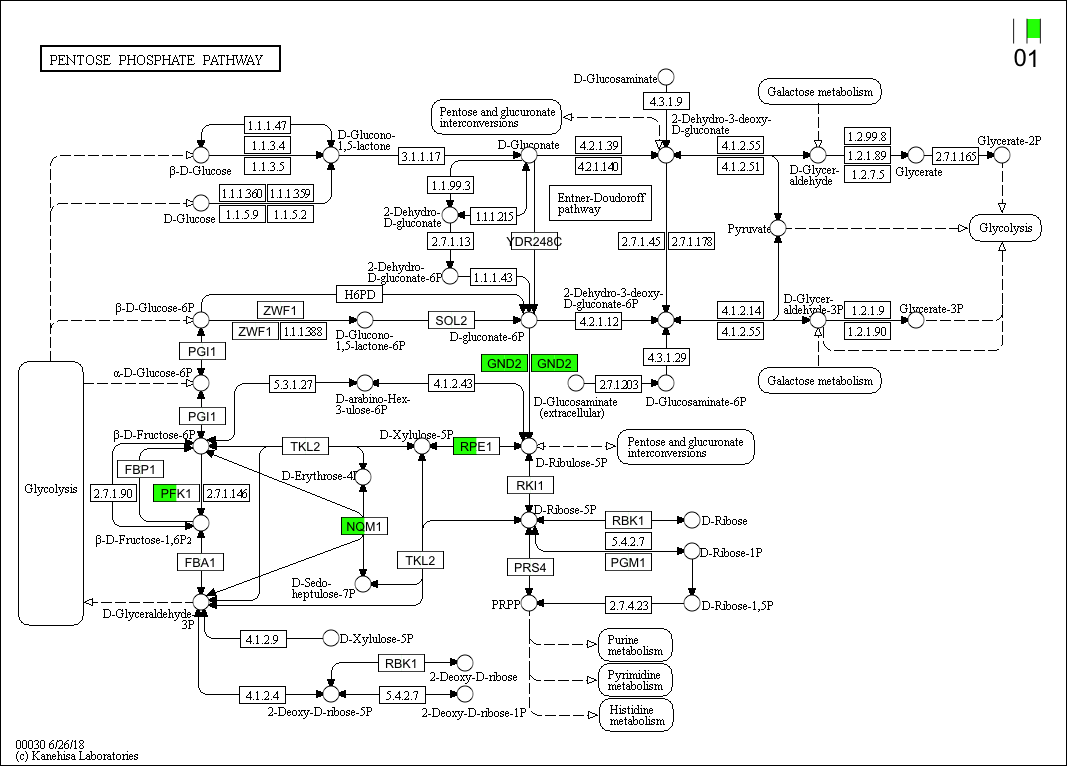 01
PENTOSE PHOSPHATE PATHWAY
D-Glucosaminate
4.3.1.9
Galactose metabolism
Pentose and glucuronate
interconversions
2-Dehydro-3-deoxy-
D-gluconate
1.1.1.47
D-Glucono-
1,5-lactone
1.1.3.4
1.1.3.5
β-D-Glucose
3.1.1.17
D-Gluconate
4.2.1.39
4.2.1.140
4.1.2.55
4.1.2.51
D-Glycer-
aldehyde
1.2.99.8
1.2.1.89
1.2.7.5
Glycerate
2.7.1.165
Glycerate-2P
1.1.1.360
1.1.1.359
1.1.5.9
1.1.5.2
D-Glucose
1.1.99.3
2-Dehydro-
D-gluconate
1.1.1.215
Entner-Doudoroff
pathway
2.7.1.13
YDR248C
2.7.1.45
2.7.1.178
Pyruvate
Glycolysis
2-Dehydro-
D-gluconate-6P
1.1.1.43
H6PD
2-Dehydro-3-deoxy-
D-gluconate-6P
β-D-Glucose-6P
ZWF1
ZWF1
1.1.1388
D-Glucono-
1,5-lactone-6P
SOL2
D-gluconate-6P
4.2.1.12
4.1.2.14
4.1.2.55
D-Glycer-
aldehyde-3P
1.2.1.9
1.2.1.90
Glycerate-3P
PGI1
GND2
GND2
4.3.1.29
α-D-Glucose-6P
5.3.1.27
D-arabino-Hex-
3-ulose-6P
4.1.2.43
2.7.1203
D-Glucosaminate
(extracellular)
D-Glucosaminate-6P
Galactose metabolism
PGI1
β-D-Fructose-6P
TKL2
D-Xylulose-5P
RPE1
D-Ribulose-5P
Pentose and glucuronate
interconversions
FBP1
D-Erythrose-4P
Glycolysis
2.7.1.90
PFK1
2.7.1.146
RKI1
NQM1
D-Ribose-5P
RBK1
D-Ribose
β-D-Fructose-1,6P2
5.4.2.7
PGM1
D-Ribose-1P
FBA1
TKL2
PRS4
D-Sedo-
heptulose-7P
D-Glyceraldehyde-
3P
PRPP
2.7.4.23
D-Ribose-1,5P
4.1.2.9
D-Xylulose-5P
Purine
metabolism
RBK1
2-Deoxy-D-ribose
Pyrimidine
metabolism
4.1.2.4
2-Deoxy-D-ribose-5P
5.4.2.7
2-Deoxy-D-ribose-1P
Histidine
metabolism
00030 6/26/18
(c) Kanehisa Laboratories